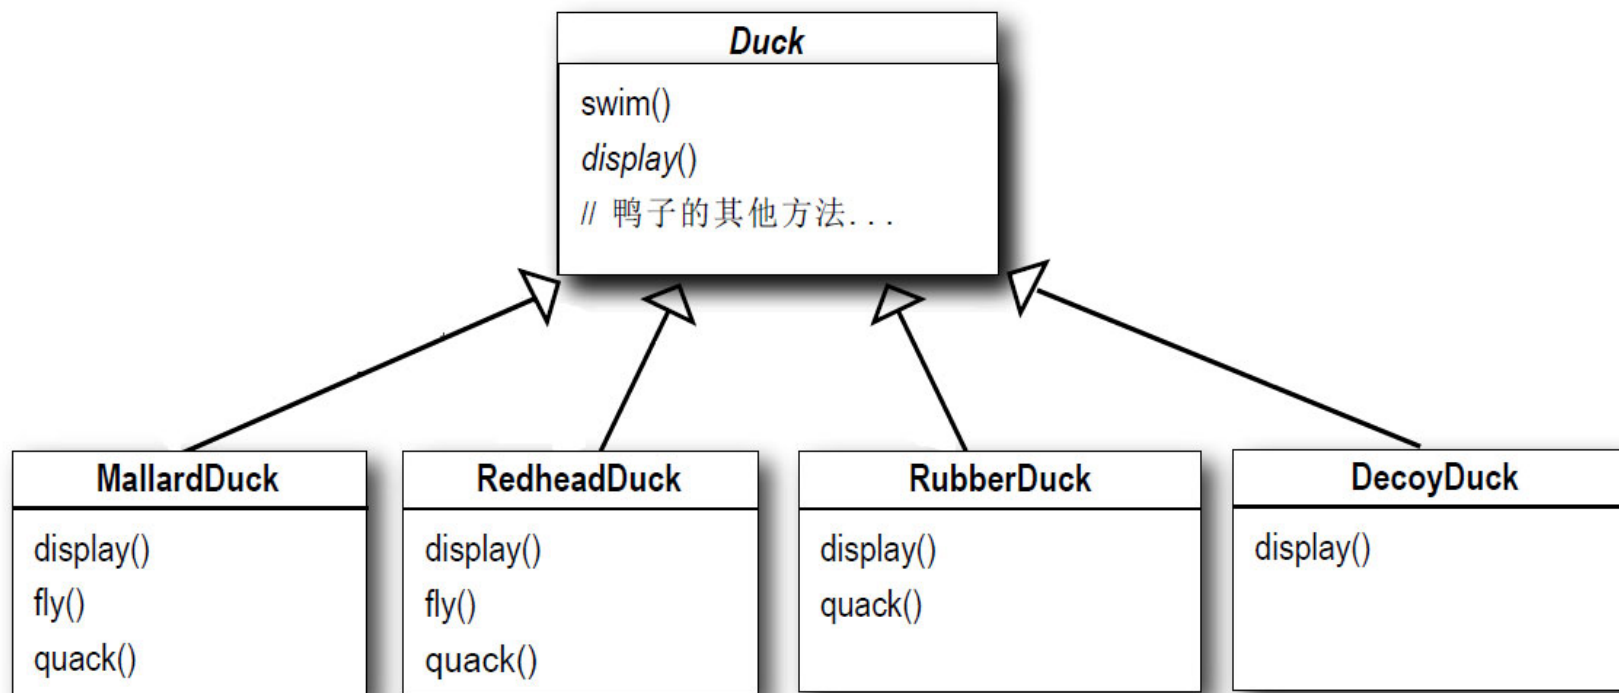 Duck
swim()
display()
// 鸭子的其他方法...
MallardDuck
display()
fly()
quack()
RedheadDuck
display()
fly()
quack()
RubberDuck
display()
quack()
DecoyDuck
display()